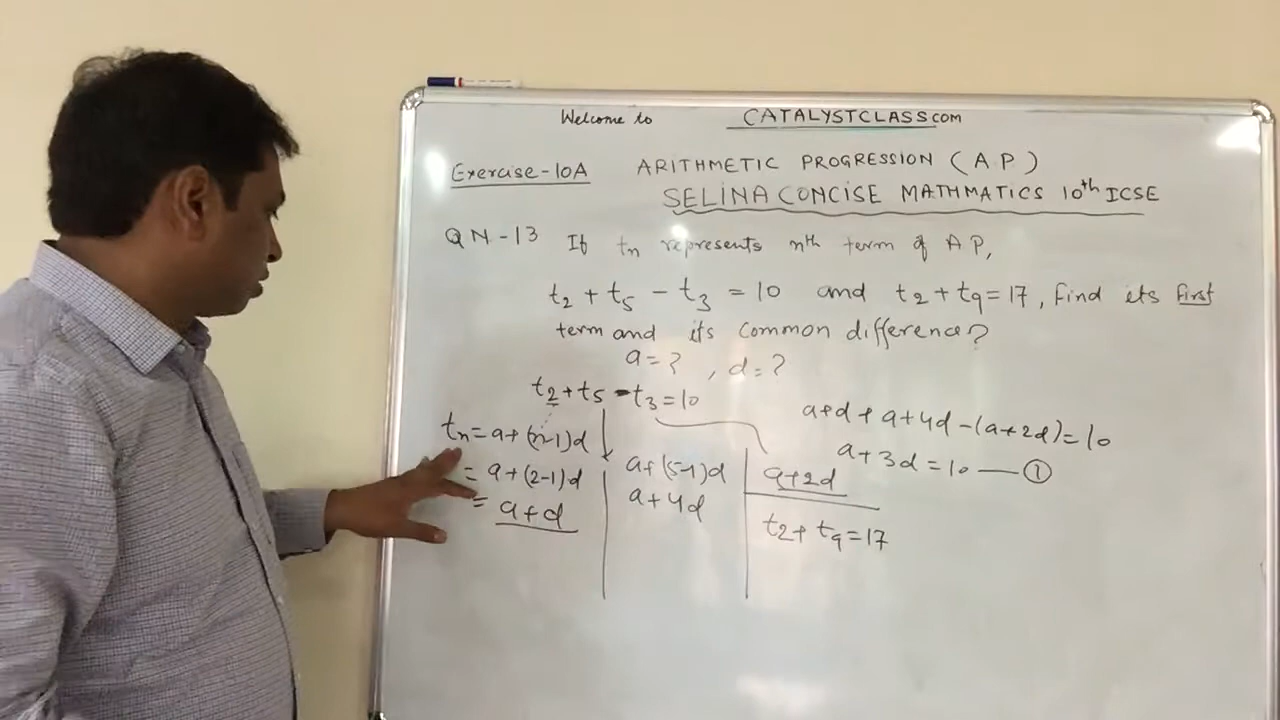 Welcome to CATALYSTCLASS com
Exercise-10A ARITHMETIC PROGRESSION (AP)
SELINA CONCISE MATHMATICS 10th ICSE
QN-13 If tn represents nth term of AP,
t2 + t5 - t3 = 10 and t2 + t9 = 17, find its first
term and its common difference?
a = ? , d = ?
t2 + t5 - t3 = 10
tn = a + (n-1)d
= a + (2-1)d
= a + d
a + (5-1)d
a + 4d
a + 2d
t2 + t9 = 17
a + d + a + 4d - (a + 2d) = 10
a + 3d = 10 — ①